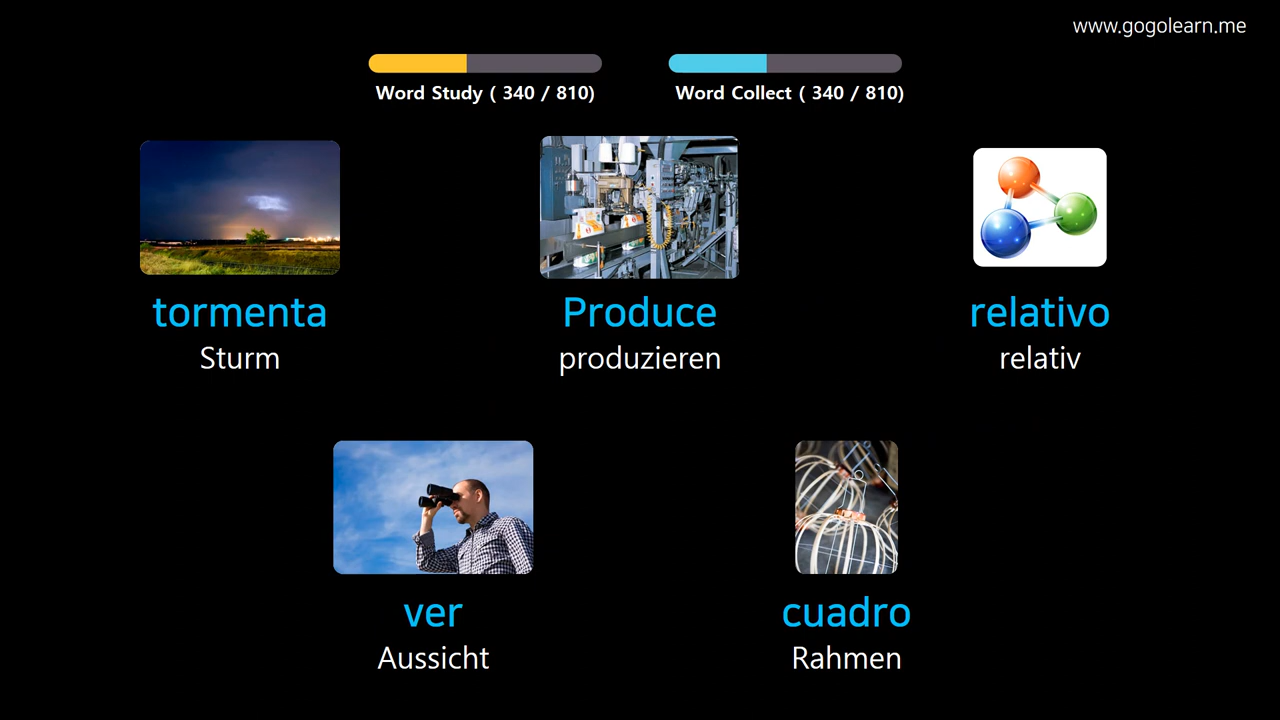 www.gogolearn.me
Word Study ( 340 / 810)
Word Collect ( 340 / 810)
tormenta
Sturm
Produce
produzieren
relativo
relativ
ver
Aussicht
cuadro
Rahmen